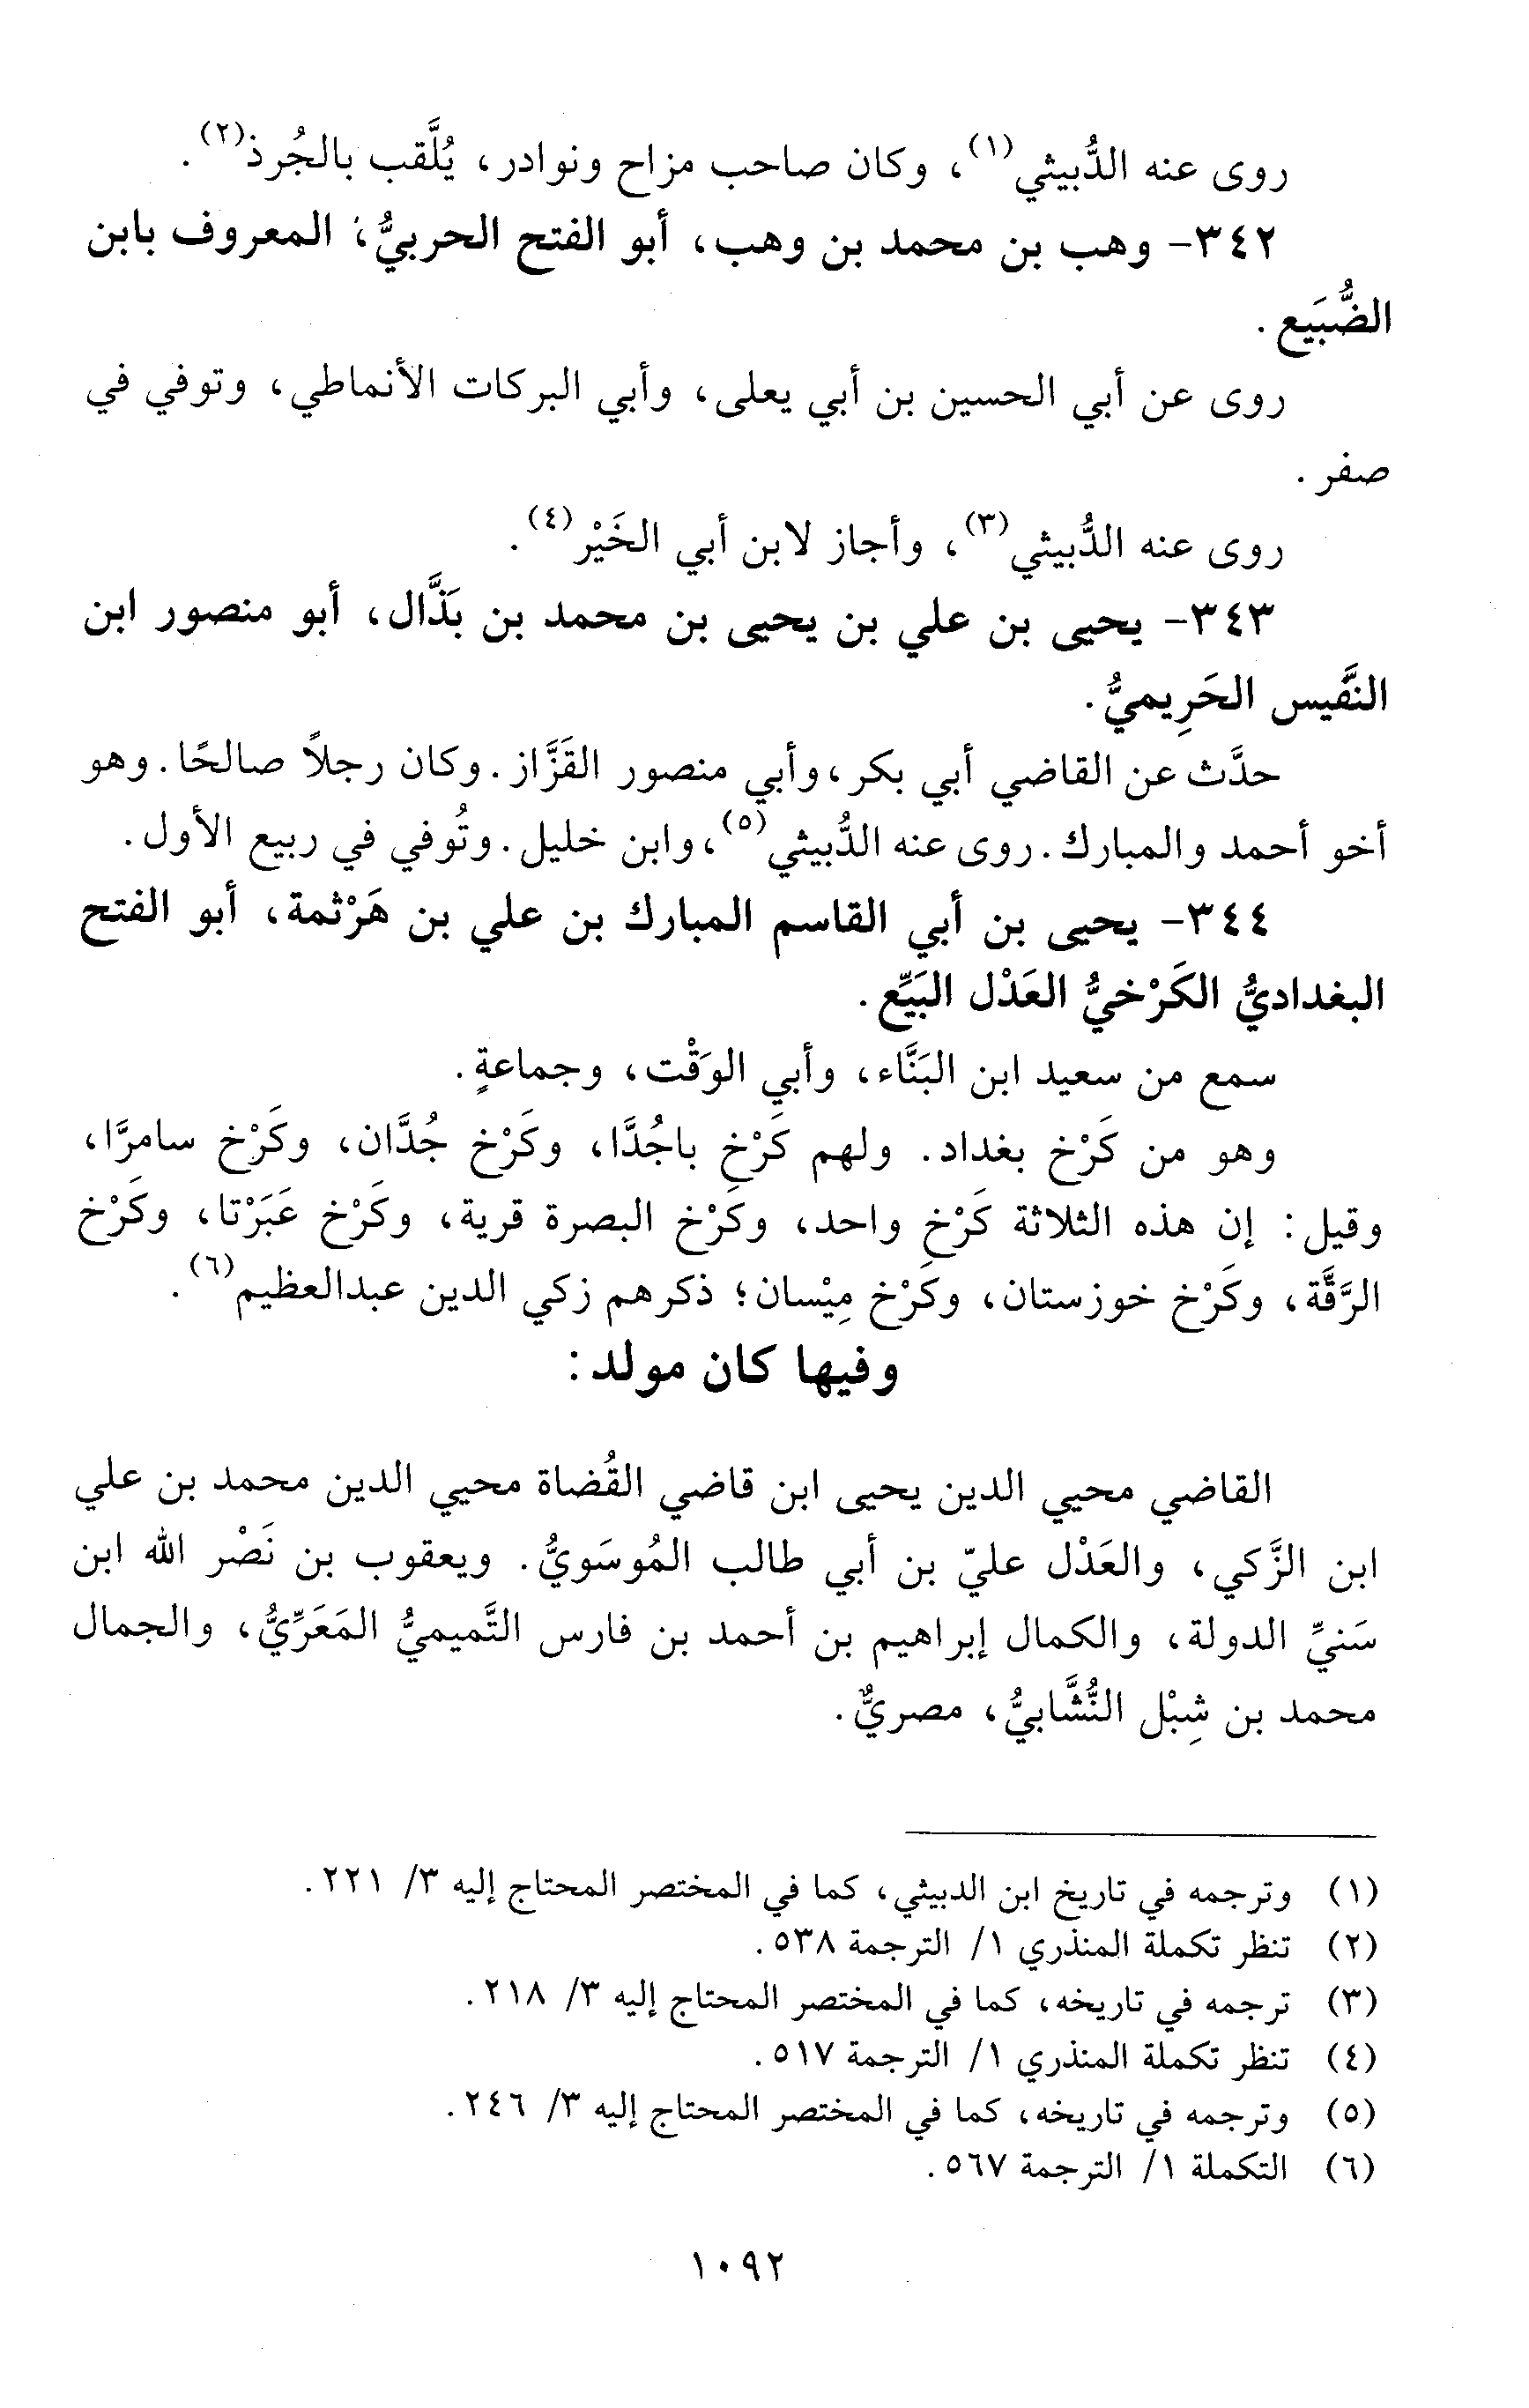 روى عنه الدُّبيثي(١)، وكان صاحب مزاح ونوادر، يُلَّقب بالجُرذ(٢).
٣٤٢- وهب بن محمد بن وهب، أبو الفتح الحربيُّ، المعروف بابن
الضُّبَيع.
روى عن أبي الحسين بن أبي يعلى، وأبي البركات الأنماطي، وتوفي في
صفر.
روى عنه الدُّبيثي(٣)، وأجاز لابن أبي الخَيْر(٤).
٣٤٣- يحيى بن علي بن يحيى بن محمد بن بَذَّال، أبو منصور ابن
النَّفيس الحَرِيميُّ.
حدَّث عن القاضي أبي بكر، وأبي منصور القَزَّاز. وكان رجلاً صالحًا. وهو
أخو أحمد والمبارك. روى عنه الدُّبيثي(٥)، وابن خليل. وتُوفي في ربيع الأول.
٣٤٤- يحيى بن أبي القاسم المبارك بن علي بن هَرْثمة، أبو الفتح
البغداديُّ الكَرْخيُّ العَدْل البَيِّع.
سمع من سعيد ابن البَنَّاء، وأبي الوَقْت، وجماعةٍ.
وهو من كَرْخ بغداد. ولهم كَرْخِ باجُدَّا، وكَرْخ جُدَّان، وكَرْخ سامرَّا،
وقيل: إن هذه الثلاثة كَرْخ واحد، وكَرْخ البصرة قرية، وكَرْخ عَبَرْتا، وكَرْخ
الرَّقَّة، وكَرْخ خوزستان، وكَرْخ مِيْسان؛ ذكرهم زكي الدين عبدالعظيم(٦).
وفيها كان مولد:
القاضي محيي الدين يحيى ابن قاضي القُضاة محيي الدين محمد بن علي
ابن الزَّكي، والعَدْل عليّ بن أبي طالب المُوسَويُّ. ويعقوب بن نَصْر الله ابن
سَنيِّ الدولة، والكمال إبراهيم بن أحمد بن فارس التَّميميُّ المَعَرِّيُّ، والجمال
محمد بن شِبْل النُّشَّابيُّ، مصريٌّ.
(١) وترجمه في تاريخ ابن الدبيثي، كما في المختصر المحتاج إليه ٣/ ٢٢١.
(٢) تنظر تكملة المنذري ١/ الترجمة ٥٣٨.
(٣) ترجمه في تاريخه، كما في المختصر المحتاج إليه ٣/ ٢١٨.
(٤) تنظر تكملة المنذري ١/ الترجمة ٥١٧.
(٥) وترجمه في تاريخه، كما في المختصر المحتاج إليه ٣/ ٢٤٦.
(٦) التكملة ١/ الترجمة ٥٦٧.
١٠٩٢